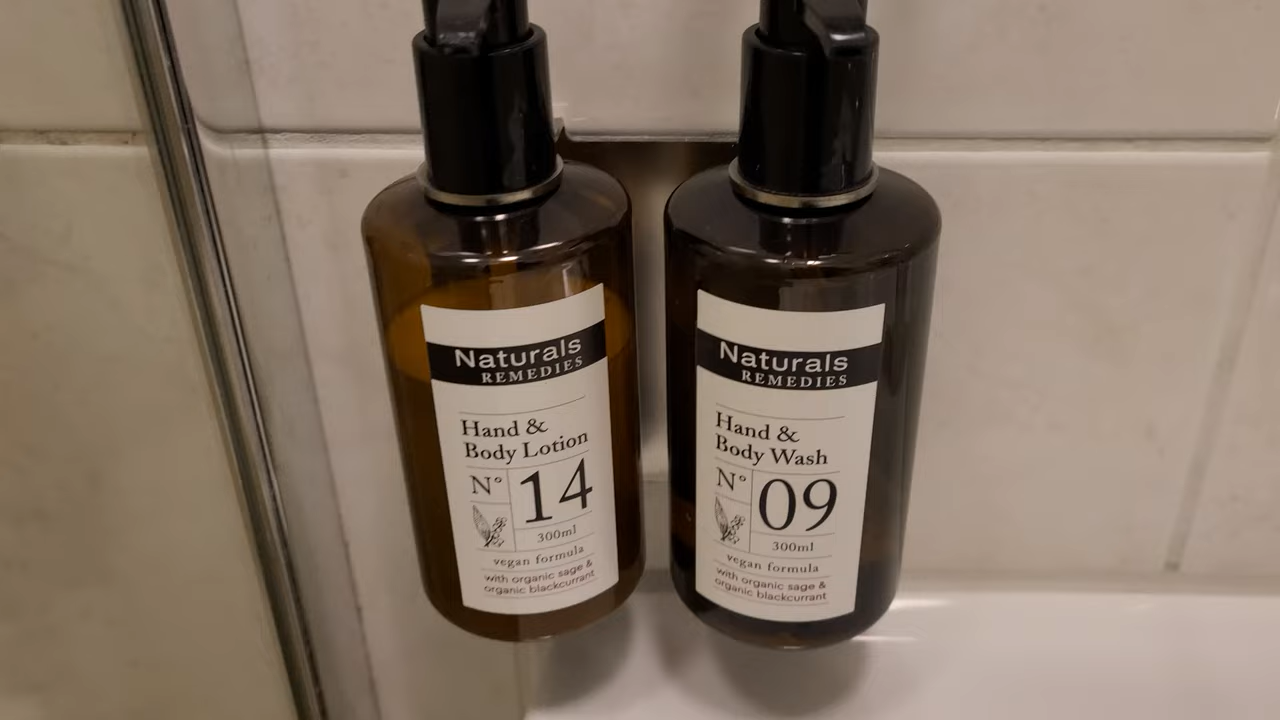 Naturals
REMEDIES
Hand &
Body Lotion
N° 14
300ml
vegan formula
with organic sage &
organic blackcurrant
Naturals
REMEDIES
Hand &
Body Wash
N° 09
300ml
vegan formula
with organic sage &
organic blackcurrant